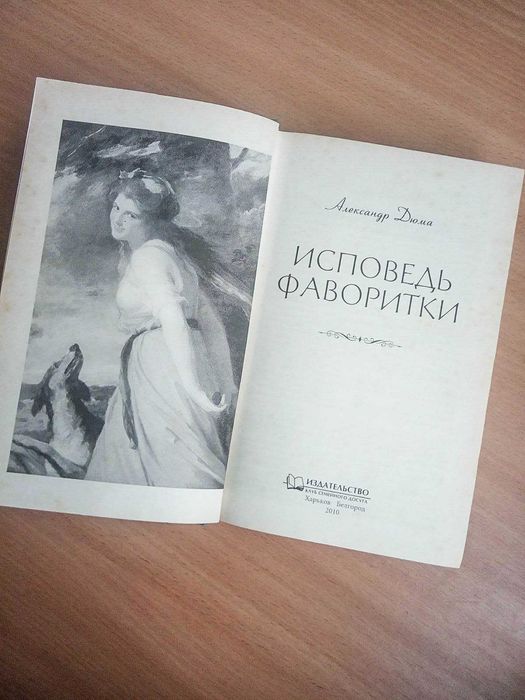 Александр Дюма
ИСПОВЕДЬ
ФАВОРИТКИ
ИЗДАТЕЛЬСТВО
КЛУБ СЕМЕЙНОГО ДОСУГА
Харьков Белгород
2010